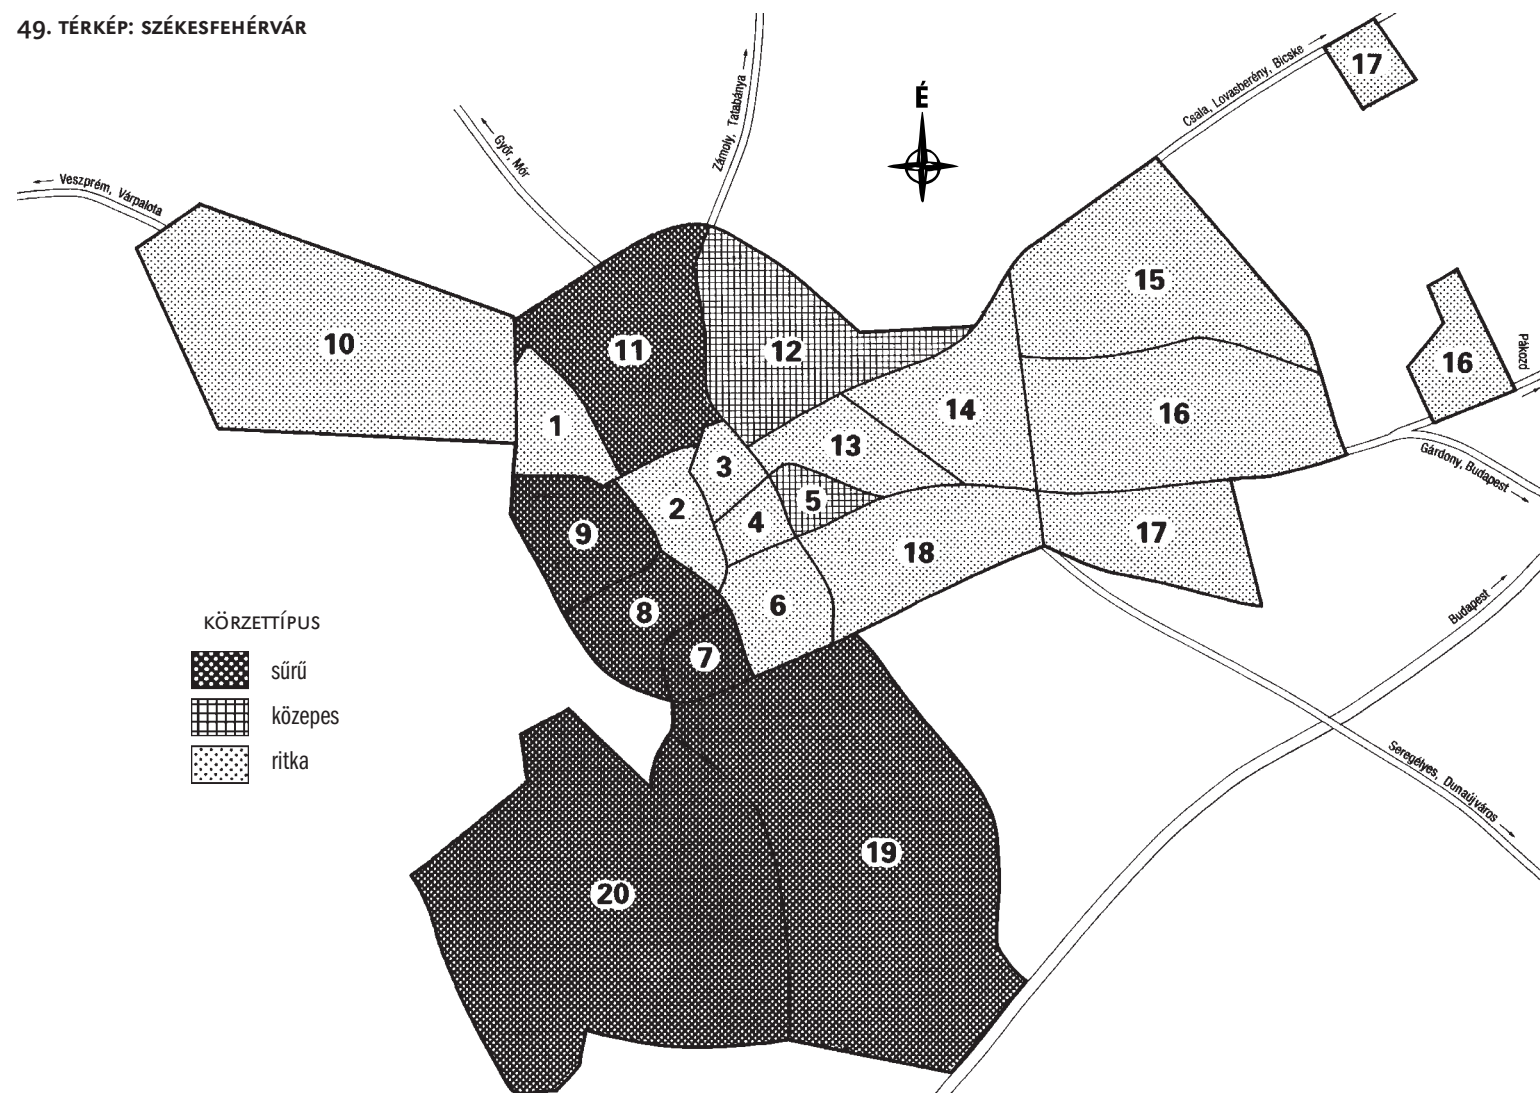 49. TÉRKÉP: SZÉKESFEHÉRVÁR
É
Veszprém, Várpalota
Győr, Mór
Zámoly, Tatabánya
Csala, Lovasberény, Bicske
17
15
16
Pákozd
10
11
12
14
16
1
13
3
2
5
4
9
18
17
Gárdony, Budapest
8
6
7
Budapest
Seregélyes, Dunaújváros
19
20
KÖRZETTÍPUS
sűrű
közepes
ritka